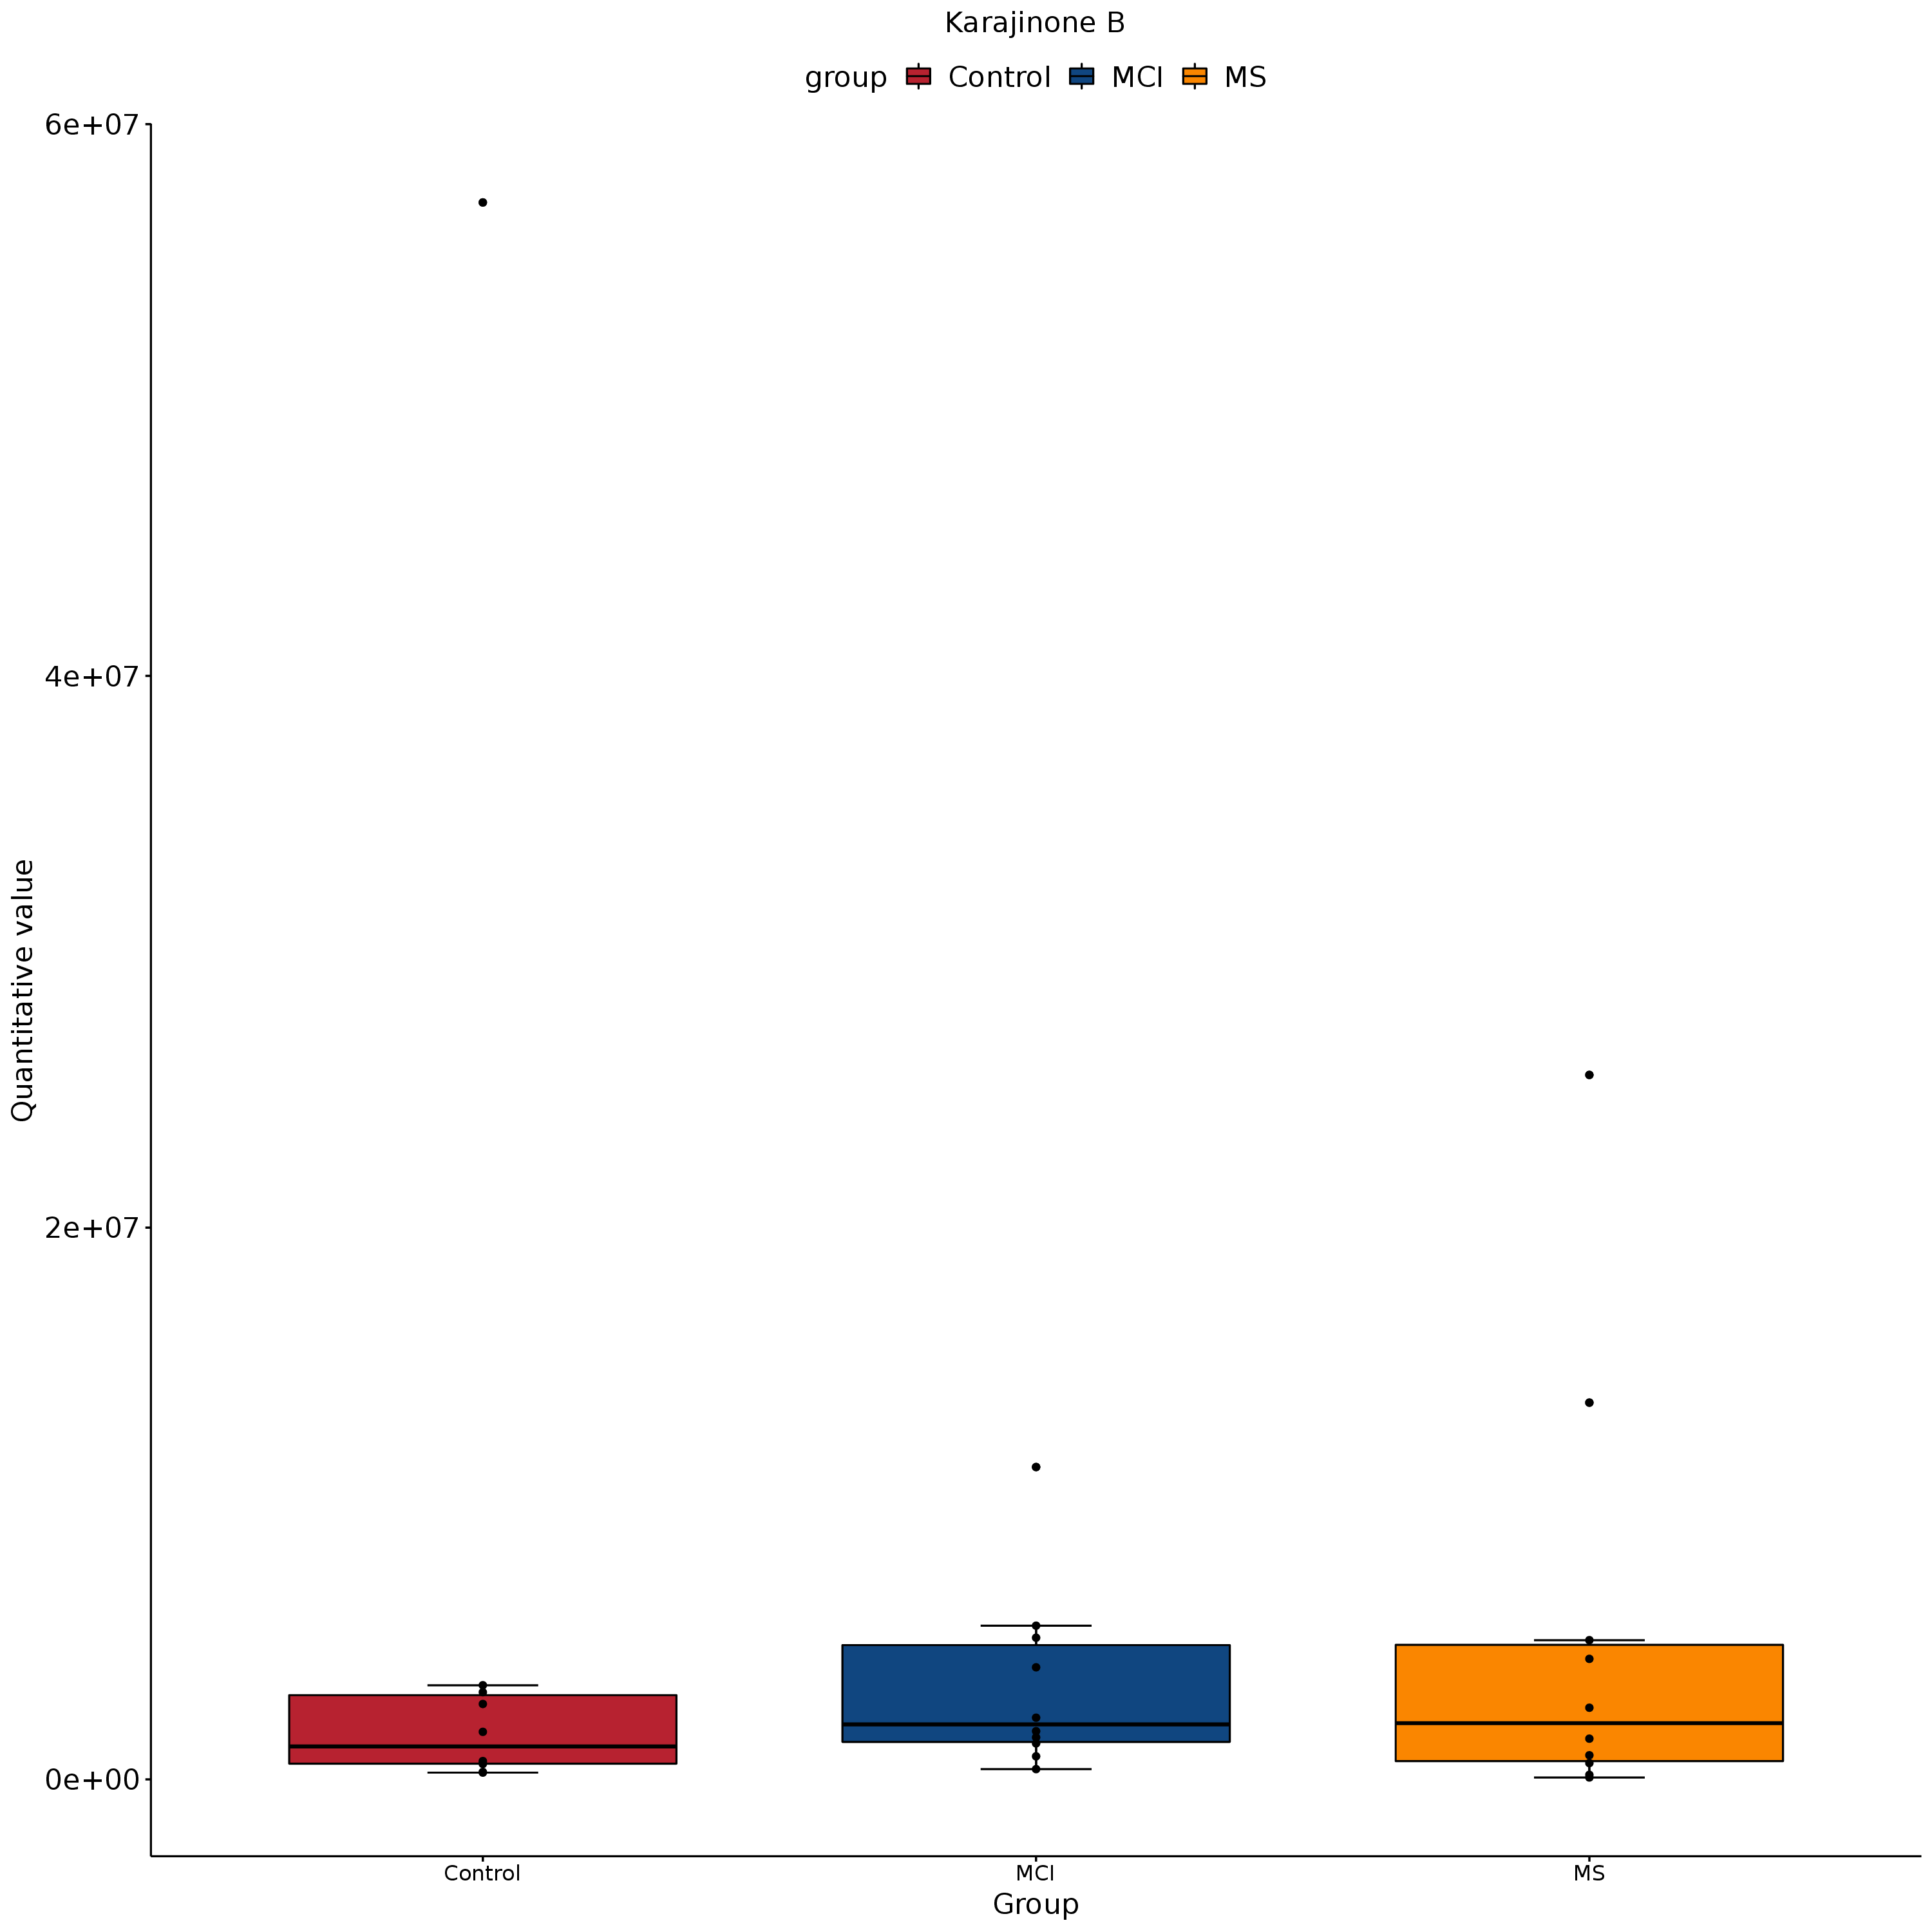 Karajinone B
group Control MCI MS
6e+07
4e+07
2e+07
0e+00
Quantitative value
Control MCI MS
Group